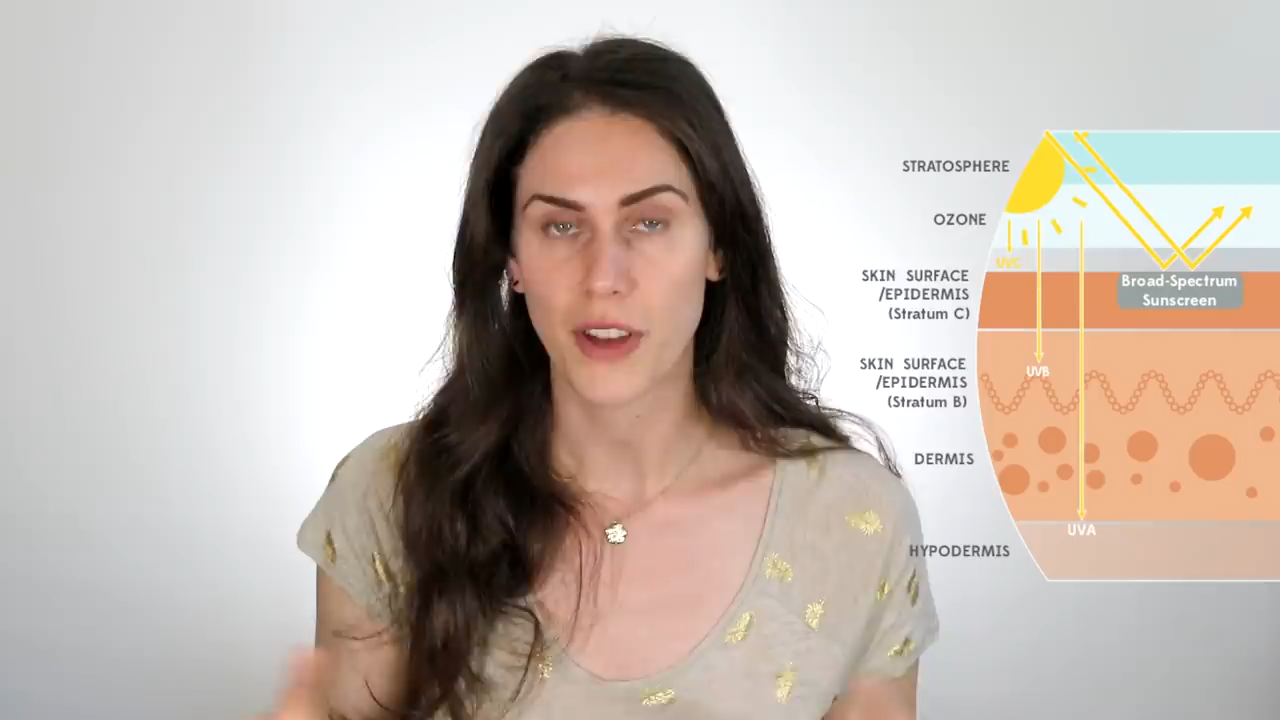 STRATOSPHERE
OZONE
UVC
SKIN SURFACE
/EPIDERMIS
(Stratum C)
Broad-Spectrum
Sunscreen
SKIN SURFACE
/EPIDERMIS
(Stratum B)
UVB
DERMIS
UVA
HYPODERMIS